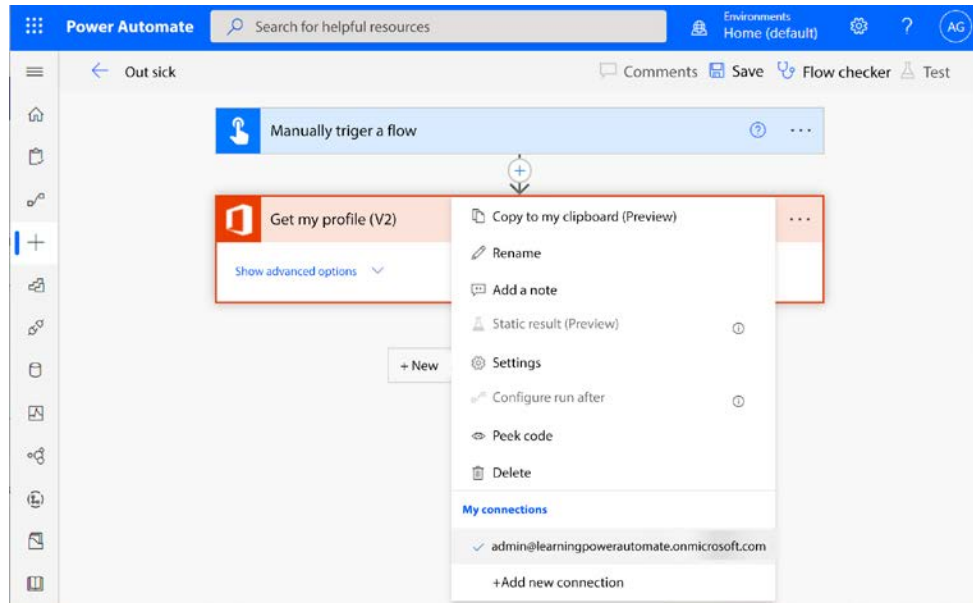 Power Automate
Search for helpful resources
Environments
Home (default)
?
AG
Out sick
Comments
Save
Flow checker
Test
Manually triger a flow
Get my profile (V2)
Show advanced options
+ New
Copy to my clipboard (Preview)
Rename
Add a note
Static result (Preview)
Settings
Configure run after
Peek code
Delete
My connections
admin@learningpowerautomate.onmicrosoft.com
+Add new connection